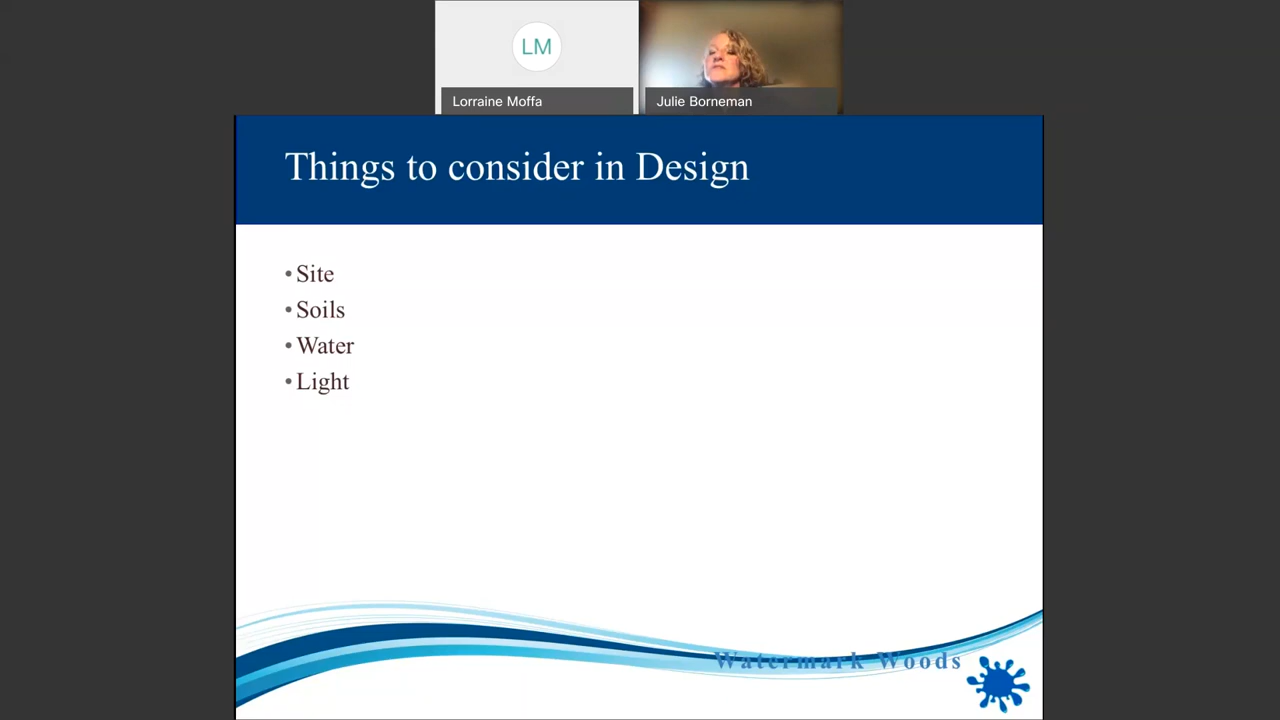 LM
Lorraine Moffa
Julie Borneman
Things to consider in Design
• Site
• Soils
• Water
• Light
Watermark Woods